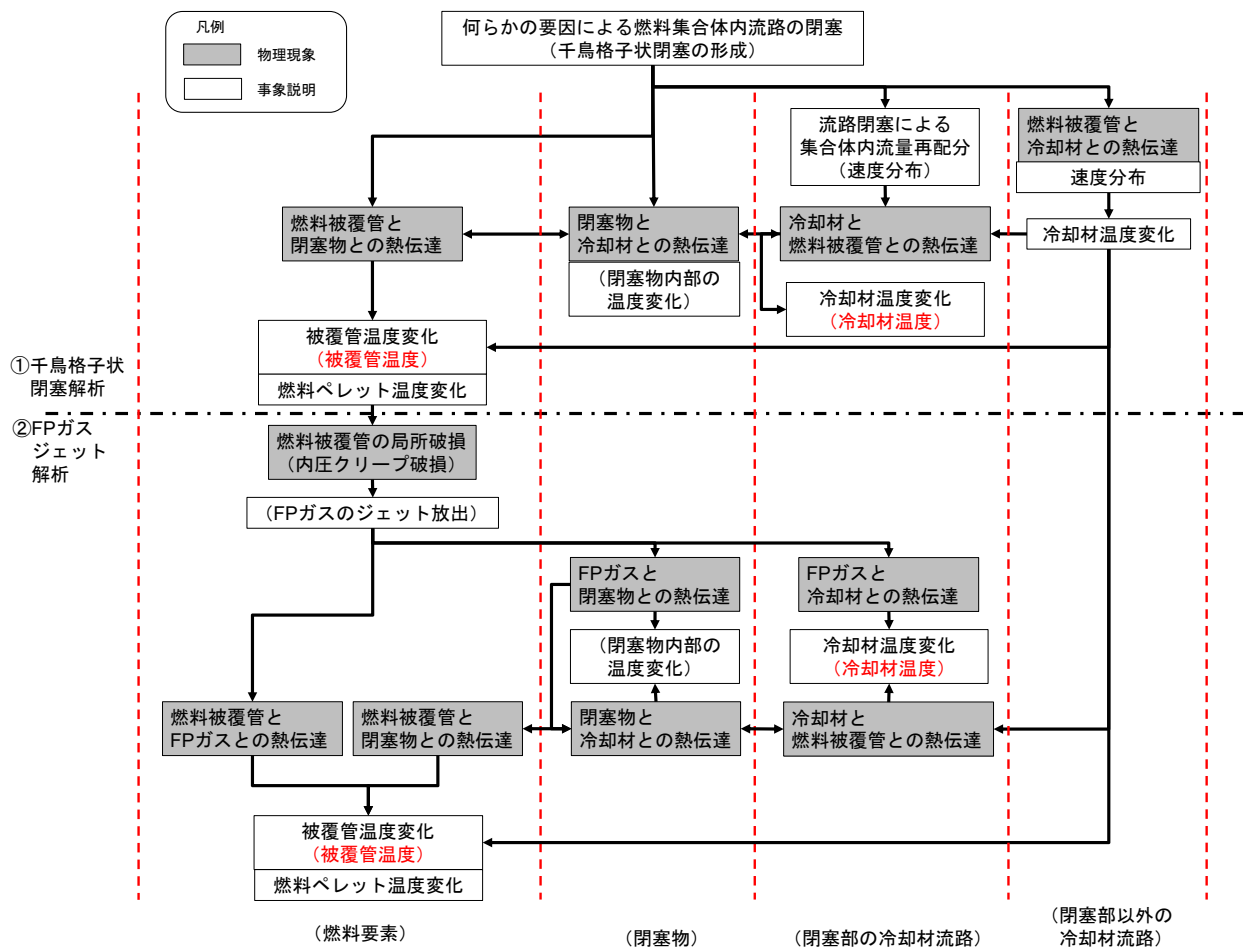 凡例
物理現象
事象説明
何らかの要因による燃料集合体内流路の閉塞
（千鳥格子状閉塞の形成）
流路閉塞による
集合体内流量再配分
（速度分布）
燃料被覆管と
冷却材との熱伝達
速度分布
燃料被覆管と
閉塞物との熱伝達
閉塞物と
冷却材との熱伝達
（閉塞物内部の
温度変化）
冷却材と
燃料被覆管との熱伝達
冷却材温度変化
冷却材温度変化
（冷却材温度）
被覆管温度変化
（被覆管温度）
燃料ペレット温度変化
①千鳥格子状
閉塞解析
②FPガス
ジェット
解析
燃料被覆管の局所破損
（内圧クリープ破損）
（FPガスのジェット放出）
FPガスと
閉塞物との熱伝達
FPガスと
冷却材との熱伝達
（閉塞物内部の
温度変化）
冷却材温度変化
（冷却材温度）
燃料被覆管と
FPガスとの熱伝達
燃料被覆管と
閉塞物との熱伝達
閉塞物と
冷却材との熱伝達
冷却材と
燃料被覆管との熱伝達
被覆管温度変化
（被覆管温度）
燃料ペレット温度変化
（燃料要素）
（閉塞物）
（閉塞部の冷却材流路）
（閉塞部以外の
冷却材流路）